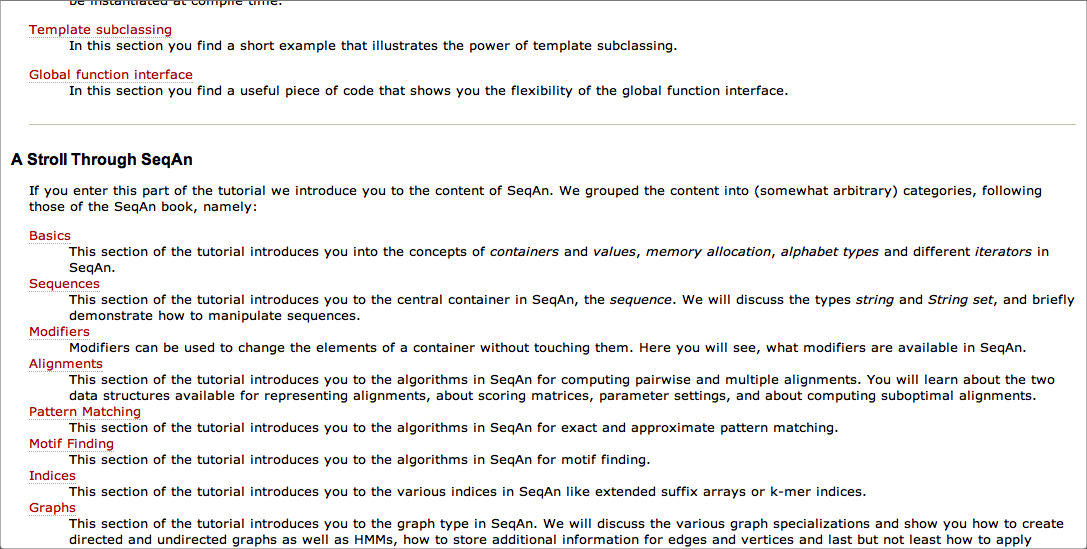 be instantiated at compile time.
Template subclassing
In this section you find a short example that illustrates the power of template subclassing.
Global function interface
In this section you find a useful piece of code that shows you the flexibility of the global function interface.
A Stroll Through SeqAn
If you enter this part of the tutorial we introduce you to the content of SeqAn. We grouped the content into (somewhat arbitrary) categories, following
those of the SeqAn book, namely:
Basics
This section of the tutorial introduces you into the concepts of containers and values, memory allocation, alphabet types and different iterators in
SeqAn.
Sequences
This section of the tutorial introduces you to the central container in SeqAn, the sequence. We will discuss the types string and String set, and briefly
demonstrate how to manipulate sequences.
Modifiers
Modifiers can be used to change the elements of a container without touching them. Here you will see, what modifiers are available in SeqAn.
Alignments
This section of the tutorial introduces you to the algorithms in SeqAn for computing pairwise and multiple alignments. You will learn about the two
data structures available for representing alignments, about scoring matrices, parameter settings, and about computing suboptimal alignments.
Pattern Matching
This section of the tutorial introduces you to the algorithms in SeqAn for exact and approximate pattern matching.
Motif Finding
This section of the tutorial introduces you to the algorithms in SeqAn for motif finding.
Indices
This section of the tutorial introduces you to the various indices in SeqAn like extended suffix arrays or k-mer indices.
Graphs
This section of the tutorial introduces you to the graph type in SeqAn. We will discuss the various graph specializations and show you how to create
directed and undirected graphs as well as HMMs, how to store additional information for edges and vertices and last but not least how to apply